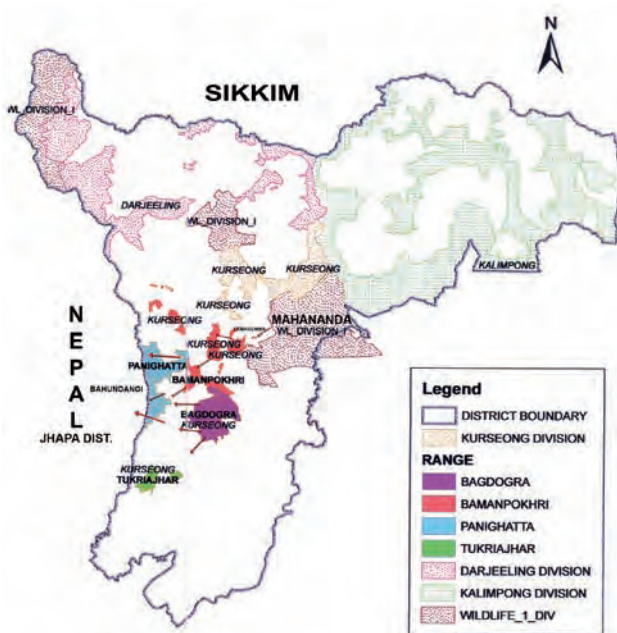 N
SIKKIM
WL_DIVISION_I
DARJEELING
WL_DIVISION_I
KURSEONG
KURSEONG
KALIMPONG
KURSEONG
KURSEONG
MAHANANDA
WL_DIVISION_I
KURSEONG
KURSEONG
NEPAL
JHAPA DIST.
PANIGHATTA
BAMANPOKHRI
BAHUNDANGI
BAGDOGRA
KURSEONG
KURSEONG
TUKRIAJHAR
Legend
DISTRICT BOUNDARY
KURSEONG DIVISION
RANGE
BAGDOGRA
BAMANPOKHRI
PANIGHATTA
TUKRIAJHAR
DARJEELING DIVISION
KALIMPONG DIVISION
WILDLIFE_1_DIV